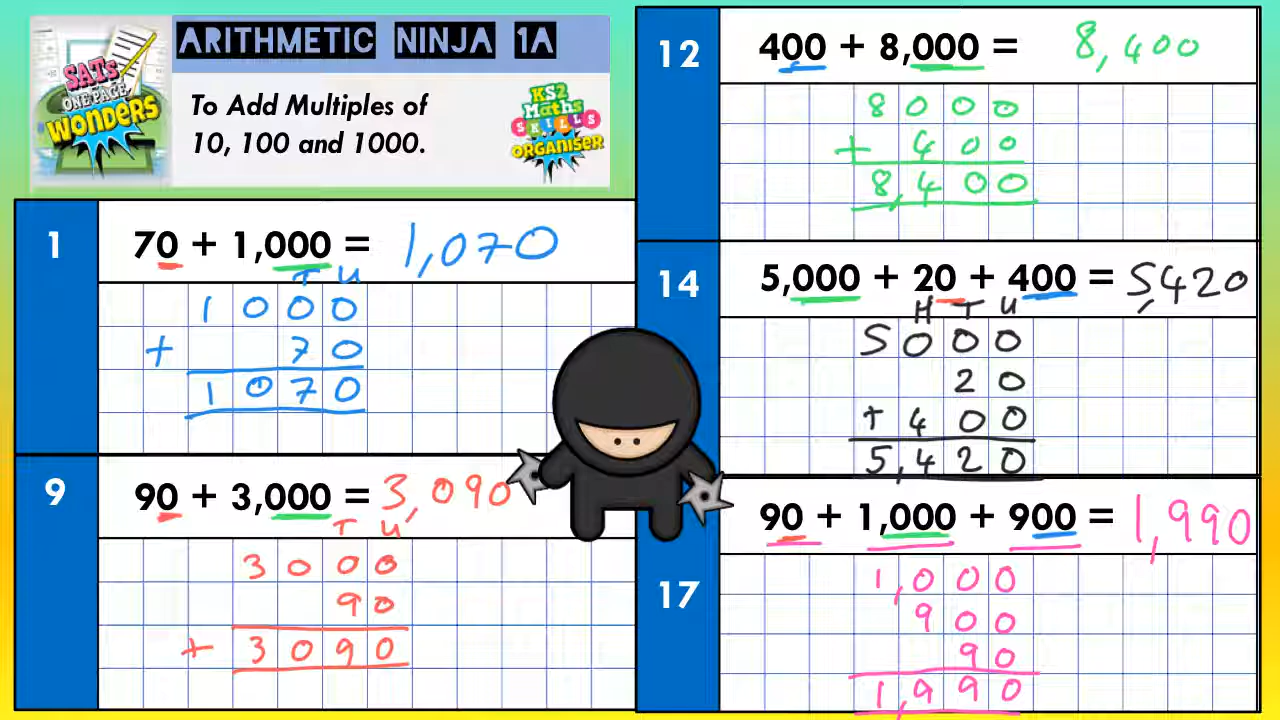 SATs
ONE PAGE
WONDERS
ARITHMETIC NINJA 1A
To Add Multiples of
10, 100 and 1000.
KS2
Maths
SKILLS
ORGANISER
1
70 + 1,000 = 1,070
T U
1 0 0 0
+ 7 0
1 0 7 0
9
90 + 3,000 = 3,090
T U
3 0 0 0
9 0
+ 3 0 9 0
12
400 + 8,000 = 8,400
8 0 0 0
+ 4 0 0
8,4 0 0
14
5,000 + 20 + 400 = 5,420
H T U
5 0 0 0
2 0
+ 4 0 0
5,4 2 0
17
90 + 1,000 + 900 = 1,990
1,0 0 0
9 0 0
9 0
1,9 9 0